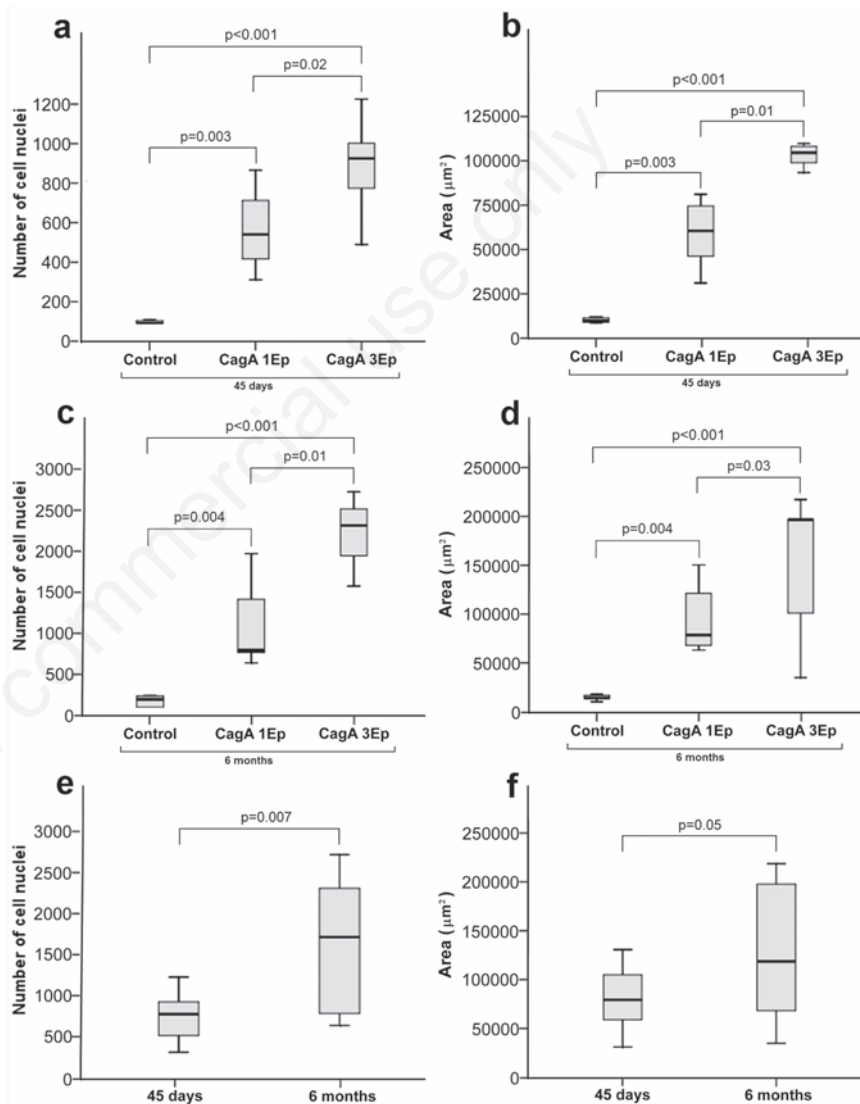 a
Number of cell nuclei
1200
1000
800
600
400
200
0
p<0.001
p=0.02
p=0.003
Control CagA 1Ep CagA 3Ep
45 days
b
Area (μm²)
125000
100000
75000
50000
25000
0
p<0.001
p=0.01
p=0.003
Control CagA 1Ep CagA 3Ep
45 days
c
Number of cell nuclei
3000
2500
2000
1500
1000
500
0
p<0.001
p=0.01
p=0.004
Control CagA 1Ep CagA 3Ep
6 months
d
Area (μm²)
250000
200000
150000
100000
50000
0
p<0.001
p=0.03
p=0.004
Control CagA 1Ep CagA 3Ep
6 months
e
Number of cell nuclei
3000
2500
2000
1500
1000
500
0
p=0.007
45 days 6 months
f
Area (μm²)
250000
200000
150000
100000
50000
0
p=0.05
45 days 6 months
commercial use only